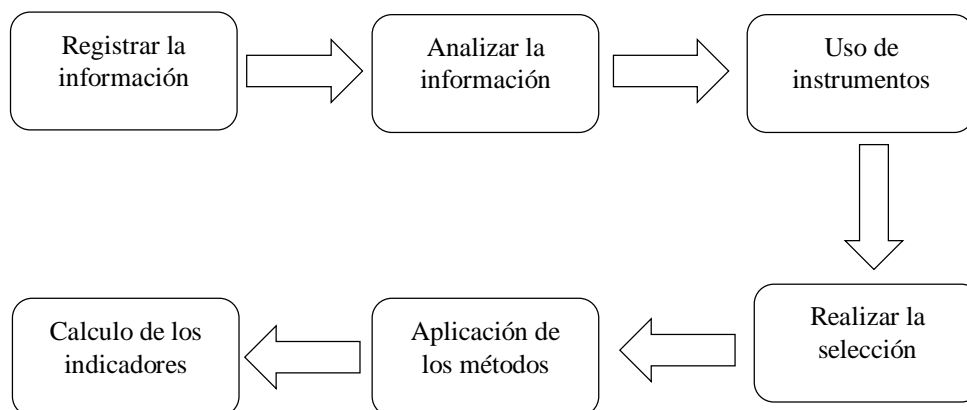 Registrar la
información
Analizar la
información
Uso de
instrumentos
Realizar la
selección
Aplicación de
los métodos
Calculo de los
indicadores